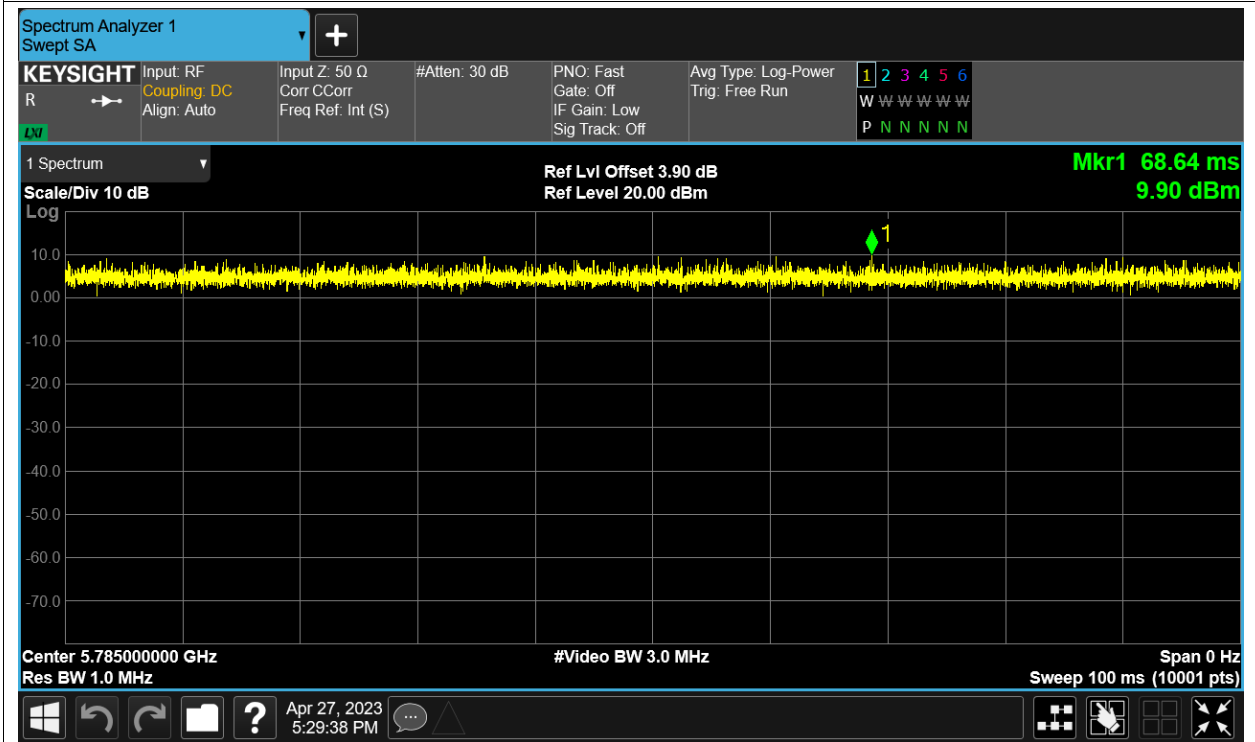 Spectrum Analyzer 1
Swept SA
+
KEYSIGHT
R
LXI
Input: RF
Coupling: DC
Align: Auto
Input Z: 50 Ω
Corr CCorr
Freq Ref: Int (S)
#Atten: 30 dB
PNO: Fast
Gate: Off
IF Gain: Low
Sig Track: Off
Avg Type: Log-Power
Trig: Free Run
1 2 3 4 5 6
W W W W W W
P N N N N N
1 Spectrum
Scale/Div 10 dB
Ref Lvl Offset 3.90 dB
Ref Level 20.00 dBm
Mkr1 68.64 ms
9.90 dBm
Log
1
10.0
0.00
-10.0
-20.0
-30.0
-40.0
-50.0
-60.0
-70.0
Center 5.785000000 GHz
#Video BW 3.0 MHz
Span 0 Hz
Res BW 1.0 MHz
Sweep 100 ms (10001 pts)
?
Apr 27, 2023
5:29:38 PM